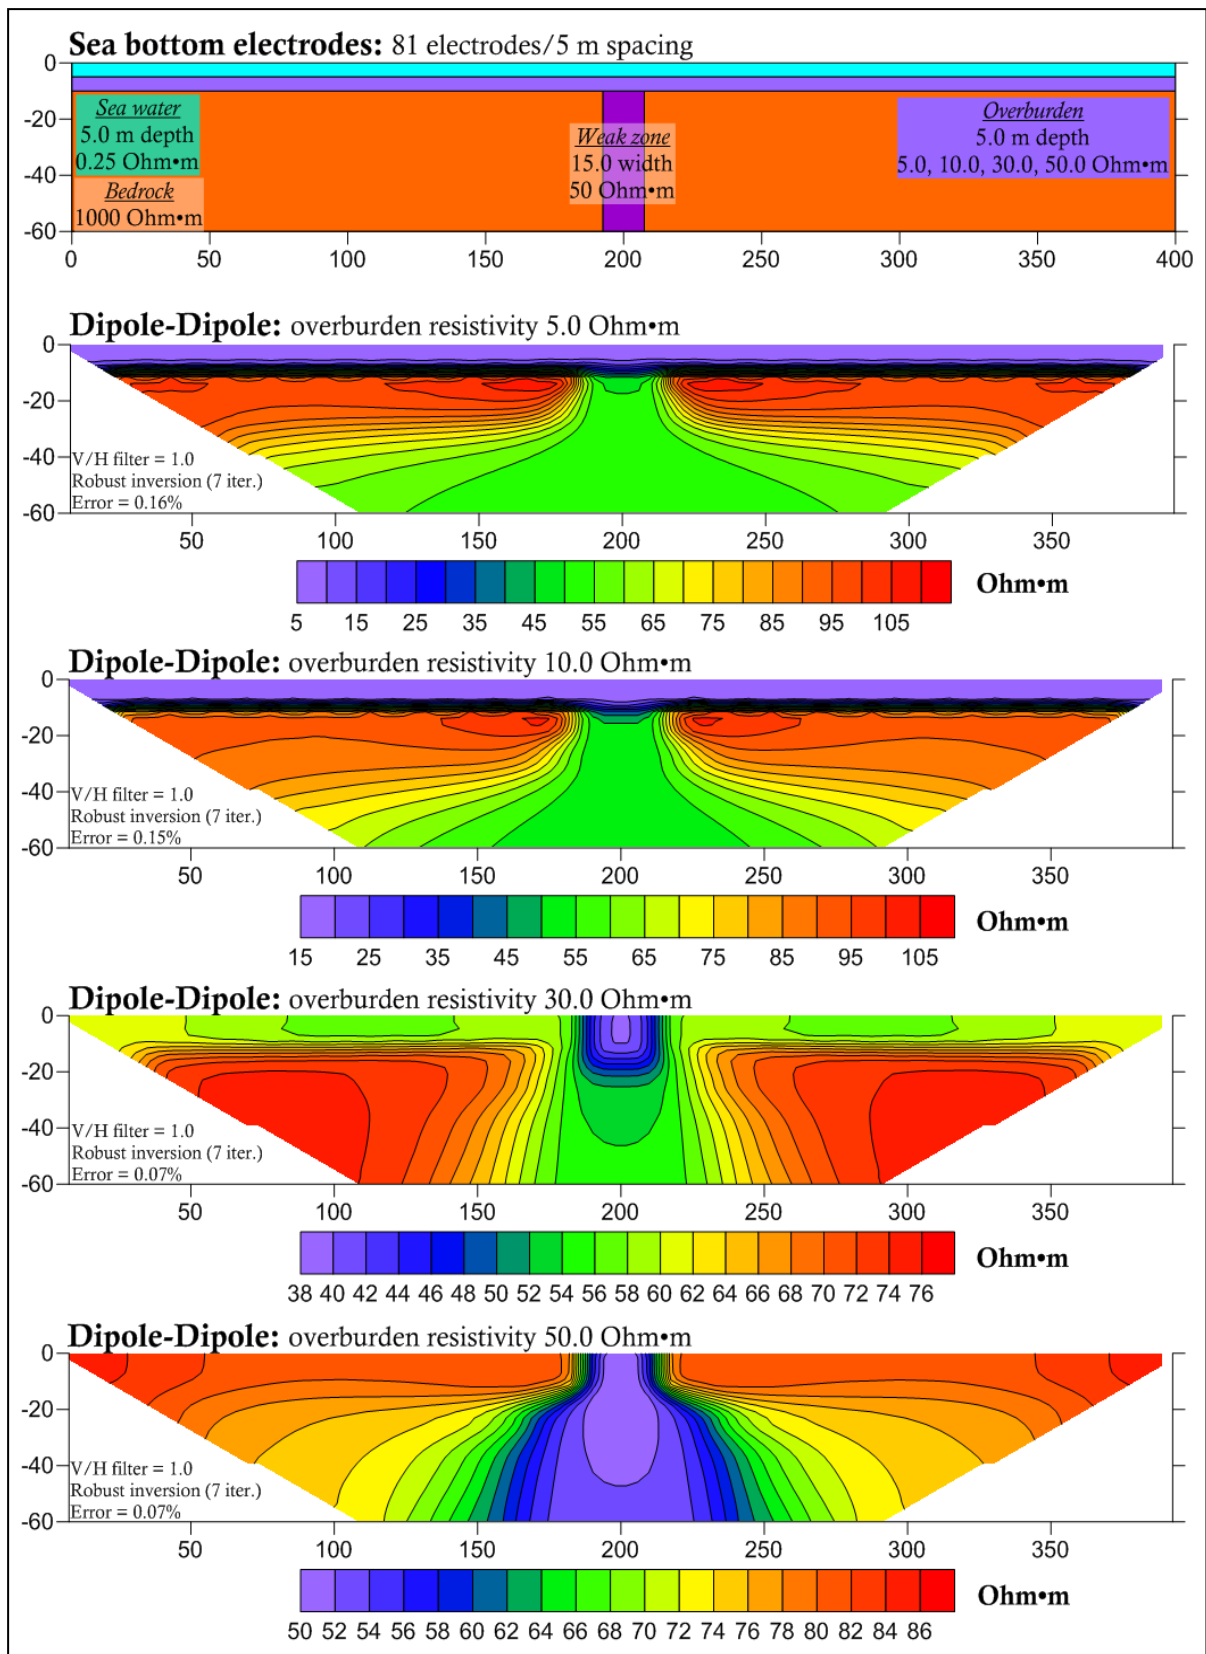 Sea bottom electrodes: 81 electrodes/5 m spacing
0
-20
-40
-60
Sea water
5.0 m depth
0.25 Ohm•m
Bedrock
1000 Ohm•m
Weak zone
15.0 width
50 Ohm•m
Overburden
5.0 m depth
5.0, 10.0, 30.0, 50.0 Ohm•m
0 50 100 150 200 250 300 350 400
Dipole-Dipole: overburden resistivity 5.0 Ohm•m
0
-20
-40
-60
V/H filter = 1.0
Robust inversion (7 iter.)
Error = 0.16%
50 100 150 200 250 300 350
Ohm•m
5 15 25 35 45 55 65 75 85 95 105
Dipole-Dipole: overburden resistivity 10.0 Ohm•m
0
-20
-40
-60
V/H filter = 1.0
Robust inversion (7 iter.)
Error = 0.15%
50 100 150 200 250 300 350
Ohm•m
15 25 35 45 55 65 75 85 95 105
Dipole-Dipole: overburden resistivity 30.0 Ohm•m
0
-20
-40
-60
V/H filter = 1.0
Robust inversion (7 iter.)
Error = 0.07%
50 100 150 200 250 300 350
Ohm•m
38 40 42 44 46 48 50 52 54 56 58 60 62 64 66 68 70 72 74 76
Dipole-Dipole: overburden resistivity 50.0 Ohm•m
0
-20
-40
-60
V/H filter = 1.0
Robust inversion (7 iter.)
Error = 0.07%
50 100 150 200 250 300 350
Ohm•m
50 52 54 56 58 60 62 64 66 68 70 72 74 76 78 80 82 84 86